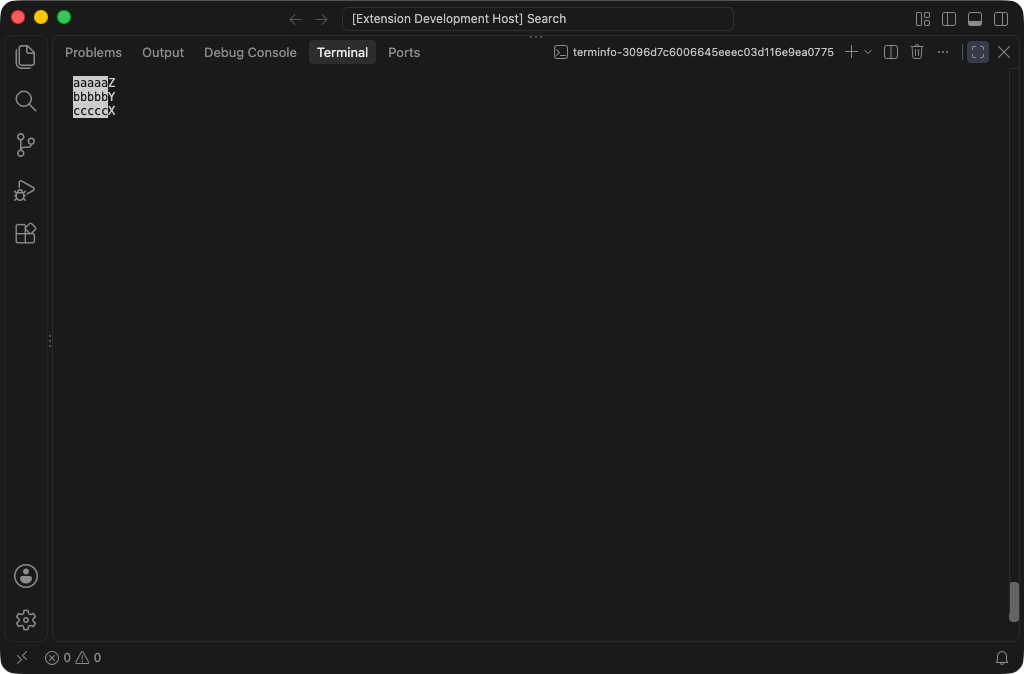 [Extension Development Host] Search
Problems Output Debug Console Terminal Ports
terminfo-3096d7c6006645eeec03d116e9ea0775
aaaaaZ
bbbbbY
cccccX
0 0